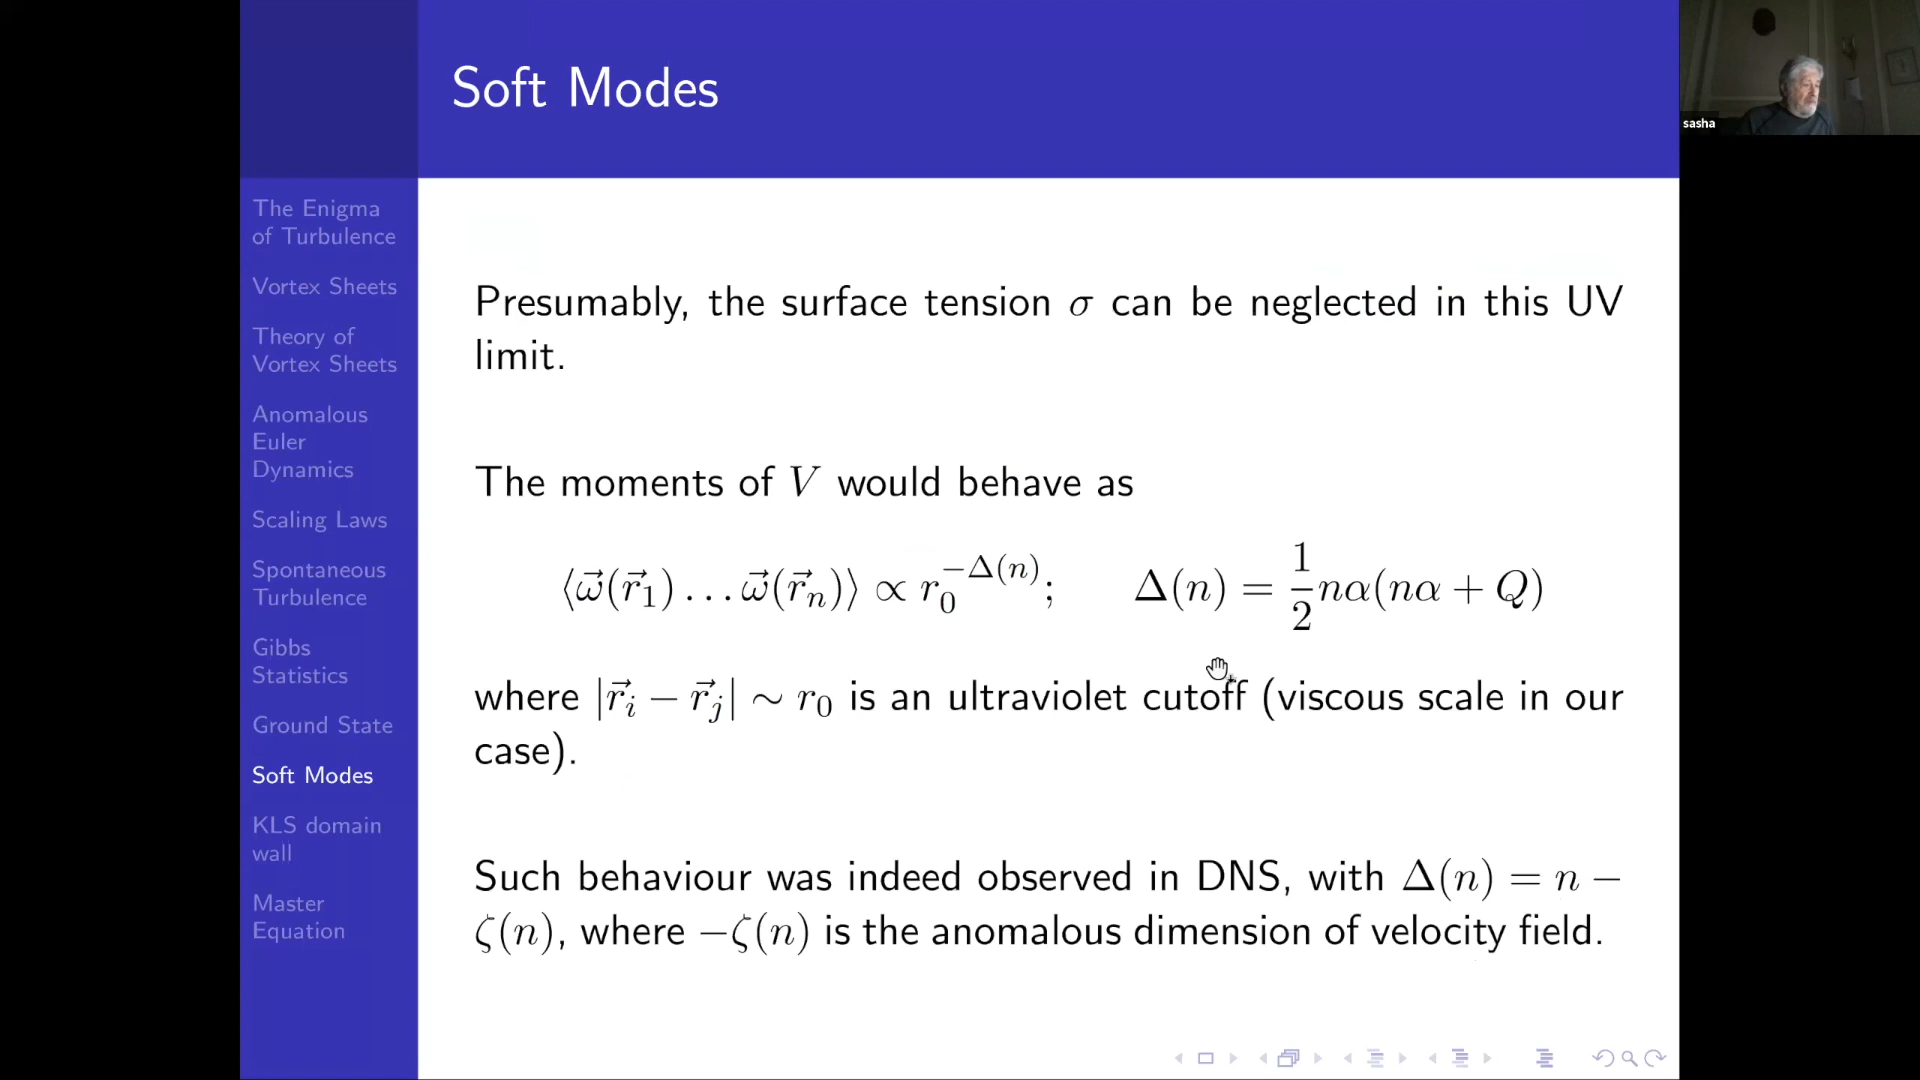 Soft Modes
sasha
The Enigma
of Turbulence
Vortex Sheets
Theory of
Vortex Sheets
Anomalous
Euler
Dynamics
Scaling Laws
Spontaneous
Turbulence
Gibbs
Statistics
Ground State
Soft Modes
KLS domain
wall
Master
Equation
Presumably, the surface tension σ can be neglected in this UV
limit.
The moments of V would behave as
⟨ω⃗(r⃗₁) . . . ω⃗(r⃗ₙ)⟩ ∝ r₀^{−Δ(n)}; Δ(n) = 1/2 nα(nα + Q)
where |r⃗ᵢ − r⃗ⱼ| ∼ r₀ is an ultraviolet cutoff (viscous scale in our
case).
Such behaviour was indeed observed in DNS, with Δ(n) = n −
ζ(n), where −ζ(n) is the anomalous dimension of velocity field.